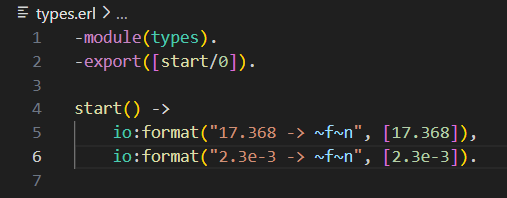 types.erl > ...
1 -module(types).
2 -export([start/0]).
3
4 start() ->
5     io:format("17.368 -> ~f~n", [17.368]),
6     io:format("2.3e-3 -> ~f~n", [2.3e-3]).
7